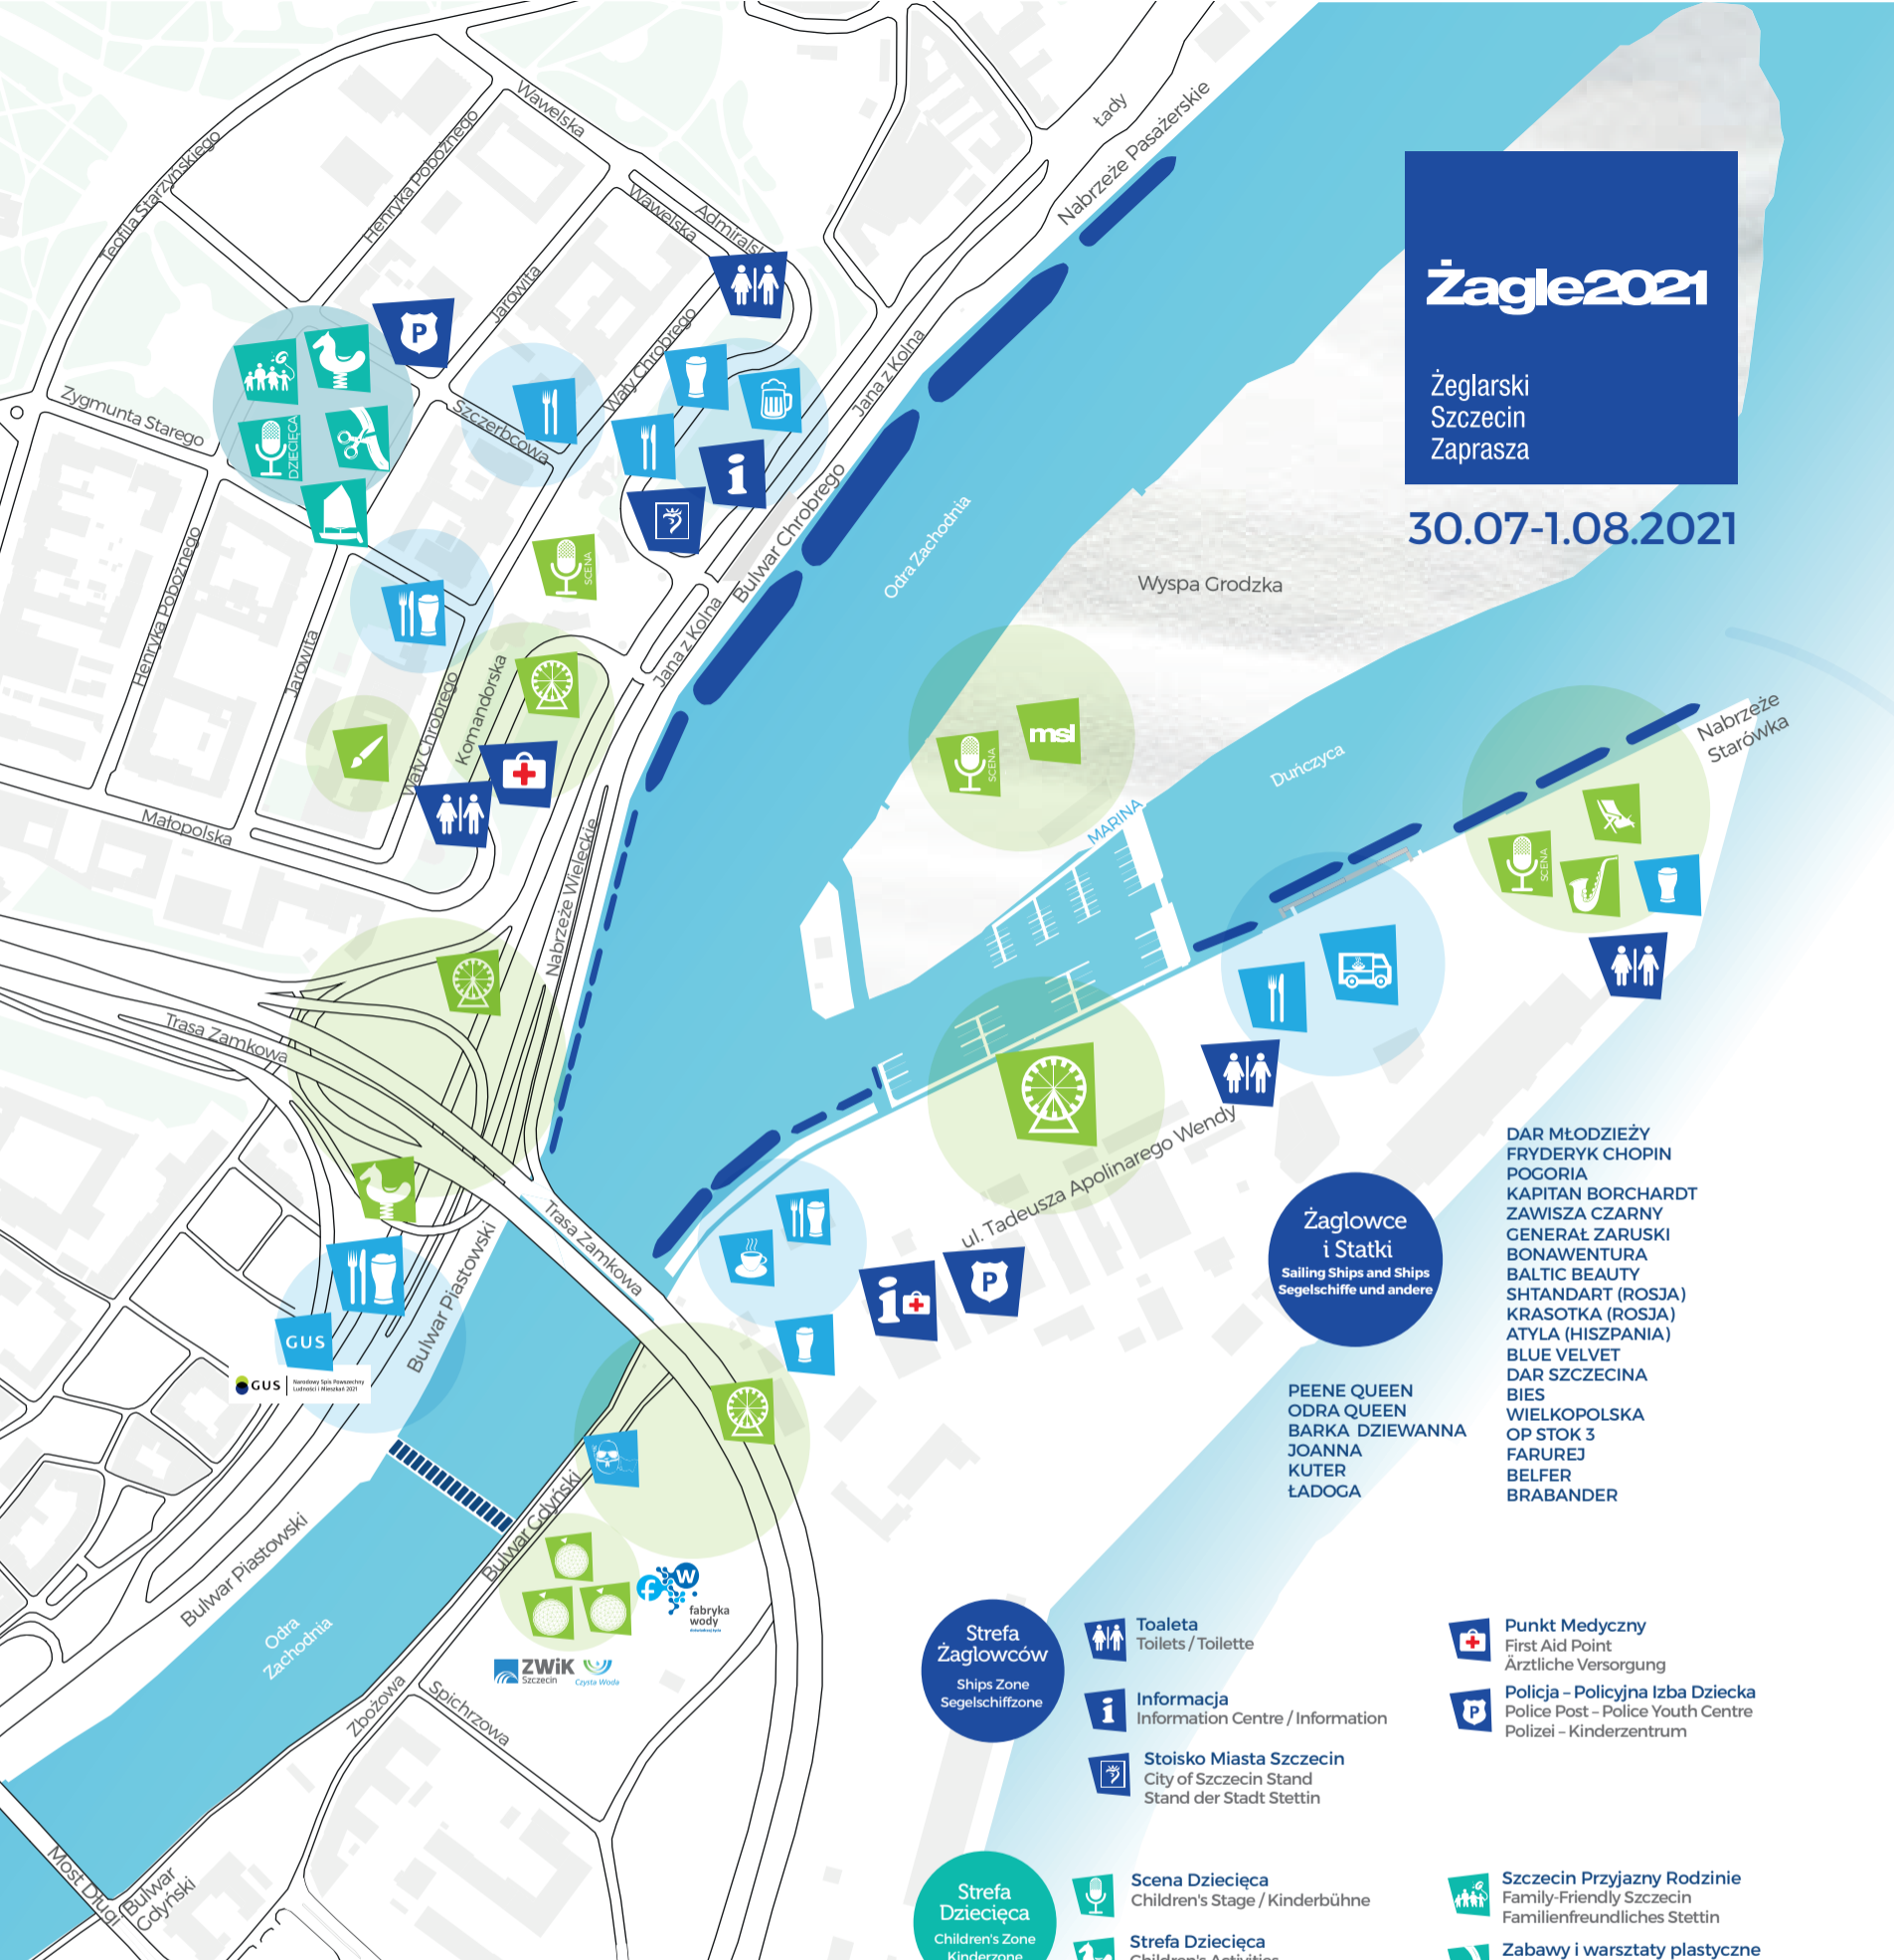 Wawelska
Łady
Nabrzeże Pasażerskie
Teofila Starzyńskiego
Henryka Pobożnego
Wawelska
Jarowita
P
Wały Chrobrego
Jana z Kolna
Żagle2021
Żeglarski
Szczecin
Zaprasza
30.07-1.08.2021
Zygmunta Starego
Szczerbcowa
DZIECIĘCA
i
Bulwar Chrobrego
Odra Zachodnia
SCENA
Wyspa Grodzka
Henryka Pobożnego
Jarowita
Wały Chrobrego
Komandorska
Jana z Kolna
SCENA
msl
Duńczyca
Nabrzeże
Starówka
MARINA
Małopolska
Nabrzeże Wieleckie
SCENA
Trasa Zamkowa
ul. Tadeusza Apolinarego Wendy
Trasa Zamkowa
Bulwar Piastowski
i
P
GUS
GUS
Narodowy Spis Powszechny
Ludności i Mieszkań 2021
Żaglowce
i Statki
Sailing Ships and Ships
Segelschiffe und andere
DAR MŁODZIEŻY
FRYDERYK CHOPIN
POGORIA
KAPITAN BORCHARDT
ZAWISZA CZARNY
GENERAŁ ZARUSKI
BONAWENTURA
BALTIC BEAUTY
SHTANDART (ROSJA)
KRASOTKA (ROSJA)
ATYLA (HISZPANIA)
BLUE VELVET
DAR SZCZECINA
BIES
WIELKOPOLSKA
OP STOK 3
FARUREJ
BELFER
BRABANDER
PEENE QUEEN
ODRA QUEEN
BARKA DZIEWANNA
JOANNA
KUTER
ŁADOGA
Bulwar Gdyński
Bulwar Piastowski
Odra
Zachodnia
f W
fabryka
wody
ZWiK
Szczecin
Czysta Woda
Zbożowa
Spichrzowa
Most Długi
Bulwar
Gdyński
Strefa
Żaglowców
Ships Zone
Segelschiffzone
Toaleta
Toilets / Toilette
i
Informacja
Information Centre / Information
Stoisko Miasta Szczecin
City of Szczecin Stand
Stand der Stadt Stettin
Punkt Medyczny
First Aid Point
Ärztliche Versorgung
P
Policja – Policyjna Izba Dziecka
Police Post – Police Youth Centre
Polizei – Kinderzentrum
Strefa
Dziecięca
Children's Zone
Kinderzone
Scena Dziecięca
Children's Stage / Kinderbühne
Strefa Dziecięca
Children's Activities
Szczecin Przyjazny Rodzinie
Family-Friendly Szczecin
Familienfreundliches Stettin
Zabawy i warsztaty plastyczne